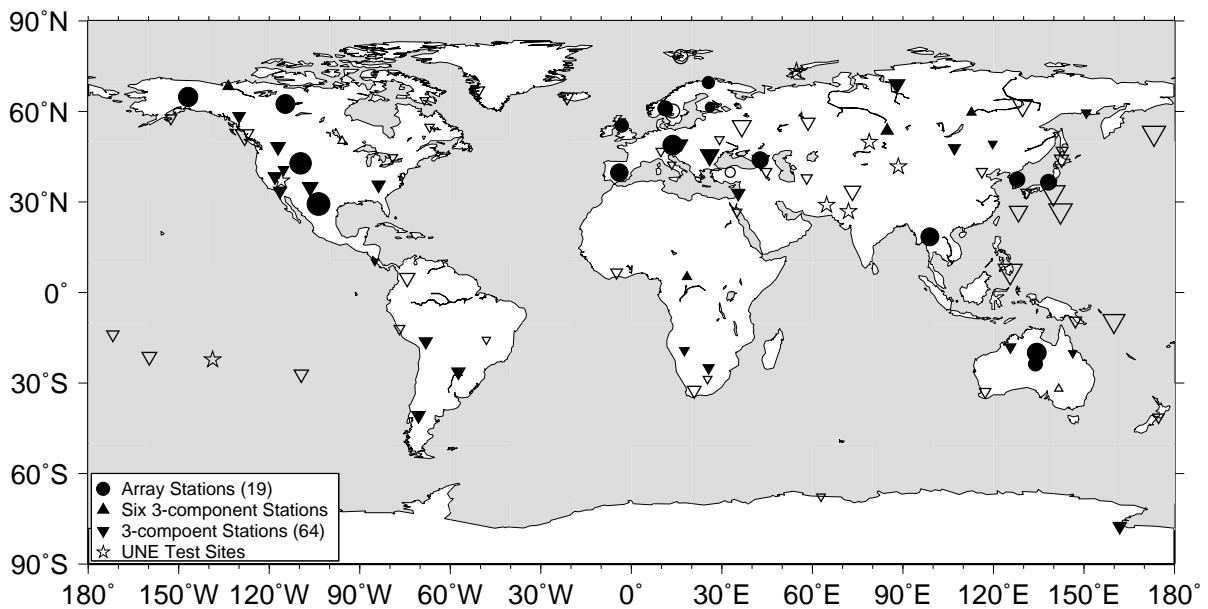 90°N
60°N
30°N
0°
30°S
60°S
90°S
Array Stations (19)
Six 3-component Stations
3-compoent Stations (64)
UNE Test Sites
180° 150°W 120°W 90°W 60°W 30°W 0° 30°E 60°E 90°E 120°E 150°E 180°